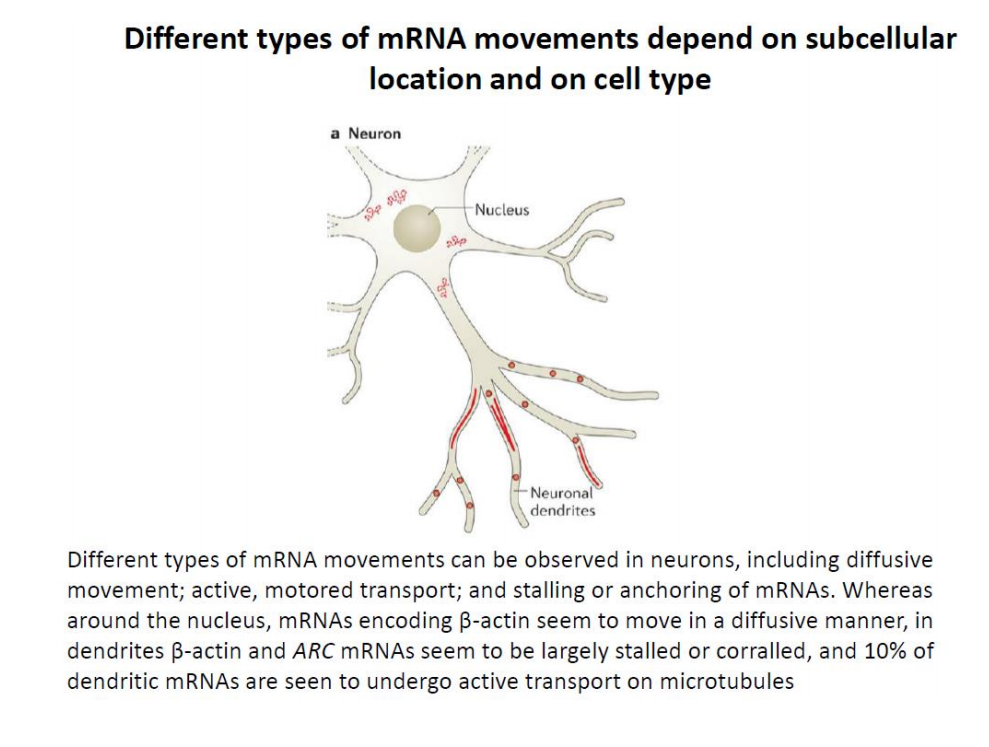 Different types of mRNA movements depend on subcellular
location and on cell type
a Neuron
Nucleus
Neuronal
dendrites
Different types of mRNA movements can be observed in neurons, including diffusive
movement; active, motored transport; and stalling or anchoring of mRNAs. Whereas
around the nucleus, mRNAs encoding β-actin seem to move in a diffusive manner, in
dendrites β-actin and ARC mRNAs seem to be largely stalled or corralled, and 10% of
dendritic mRNAs are seen to undergo active transport on microtubules